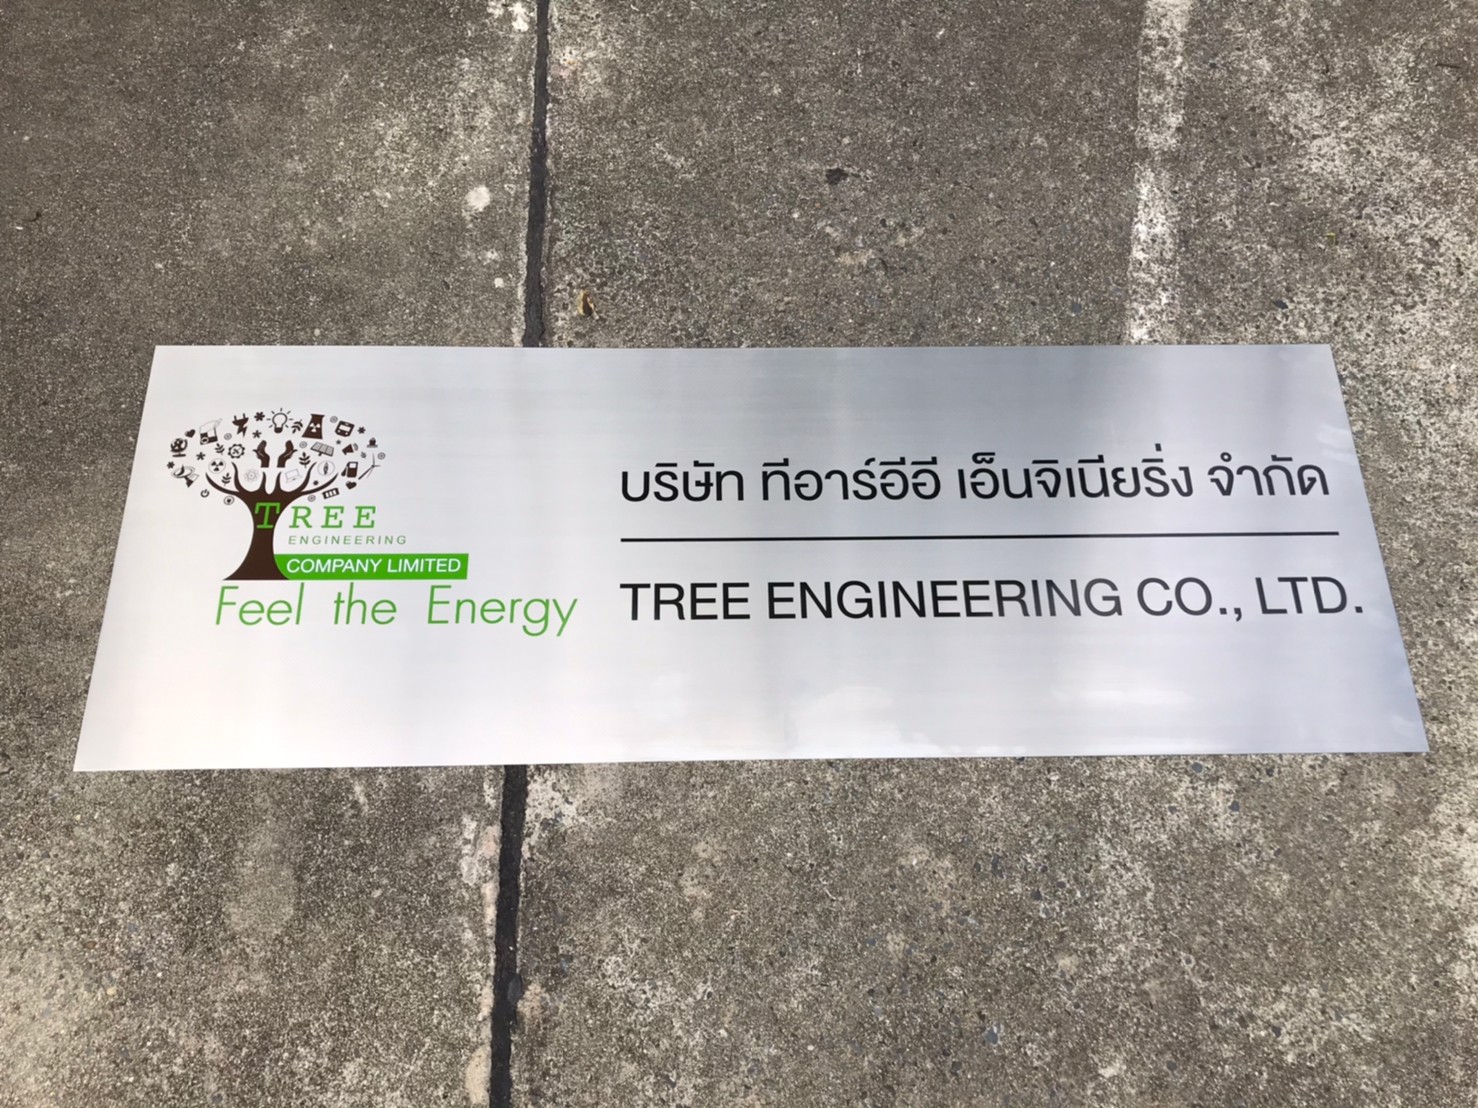 TREE
ENGINEERING
COMPANY LIMITED
Feel the Energy
บริษัท ทีอาร์อีอี เอ็นจิเนียริ่ง จำกัด
TREE ENGINEERING CO., LTD.